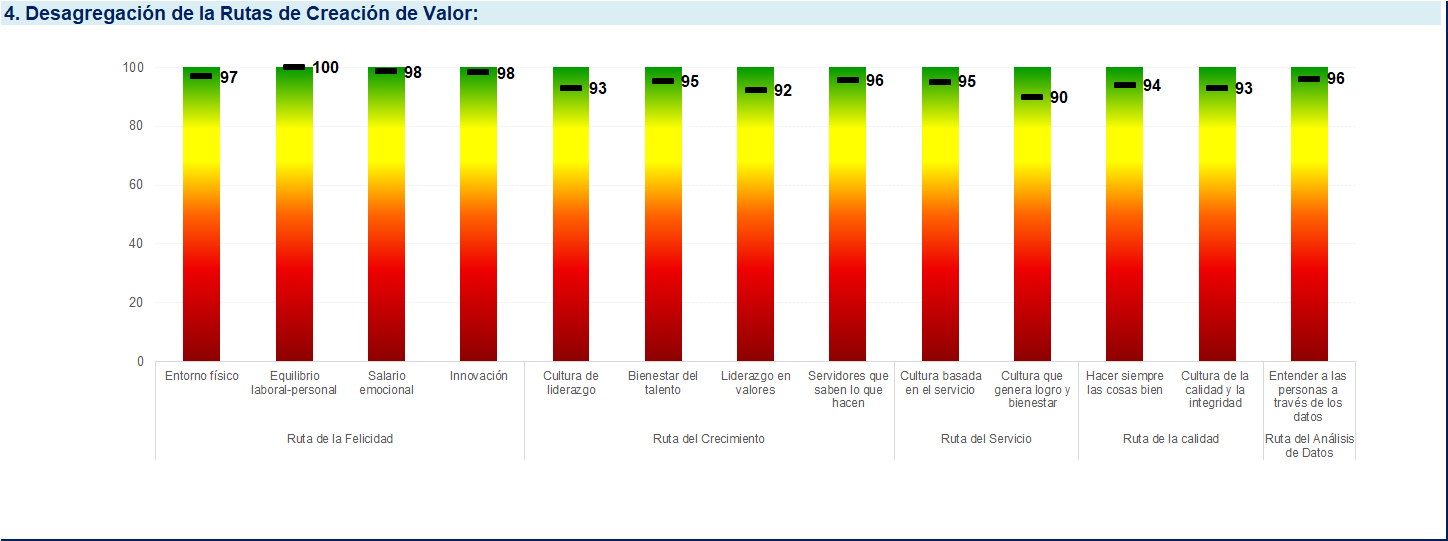 4. Desagregación de la Rutas de Creación de Valor:
100
80
60
40
20
0
97
100
98
98
93
95
92
96
95
90
94
93
96
Entorno físico
Equilibrio
laboral-personal
Salario
emocional
Innovación
Cultura de
liderazgo
Bienestar del
talento
Liderazgo en
valores
Servidores que
saben lo que
hacen
Cultura basada
en el servicio
Cultura que
genera logro y
bienestar
Hacer siempre
las cosas bien
Cultura de la
calidad y la
integridad
Entender a las
personas a
través de los
datos
Ruta de la Felicidad
Ruta del Crecimiento
Ruta del Servicio
Ruta de la calidad
Ruta del Análisis
de Datos